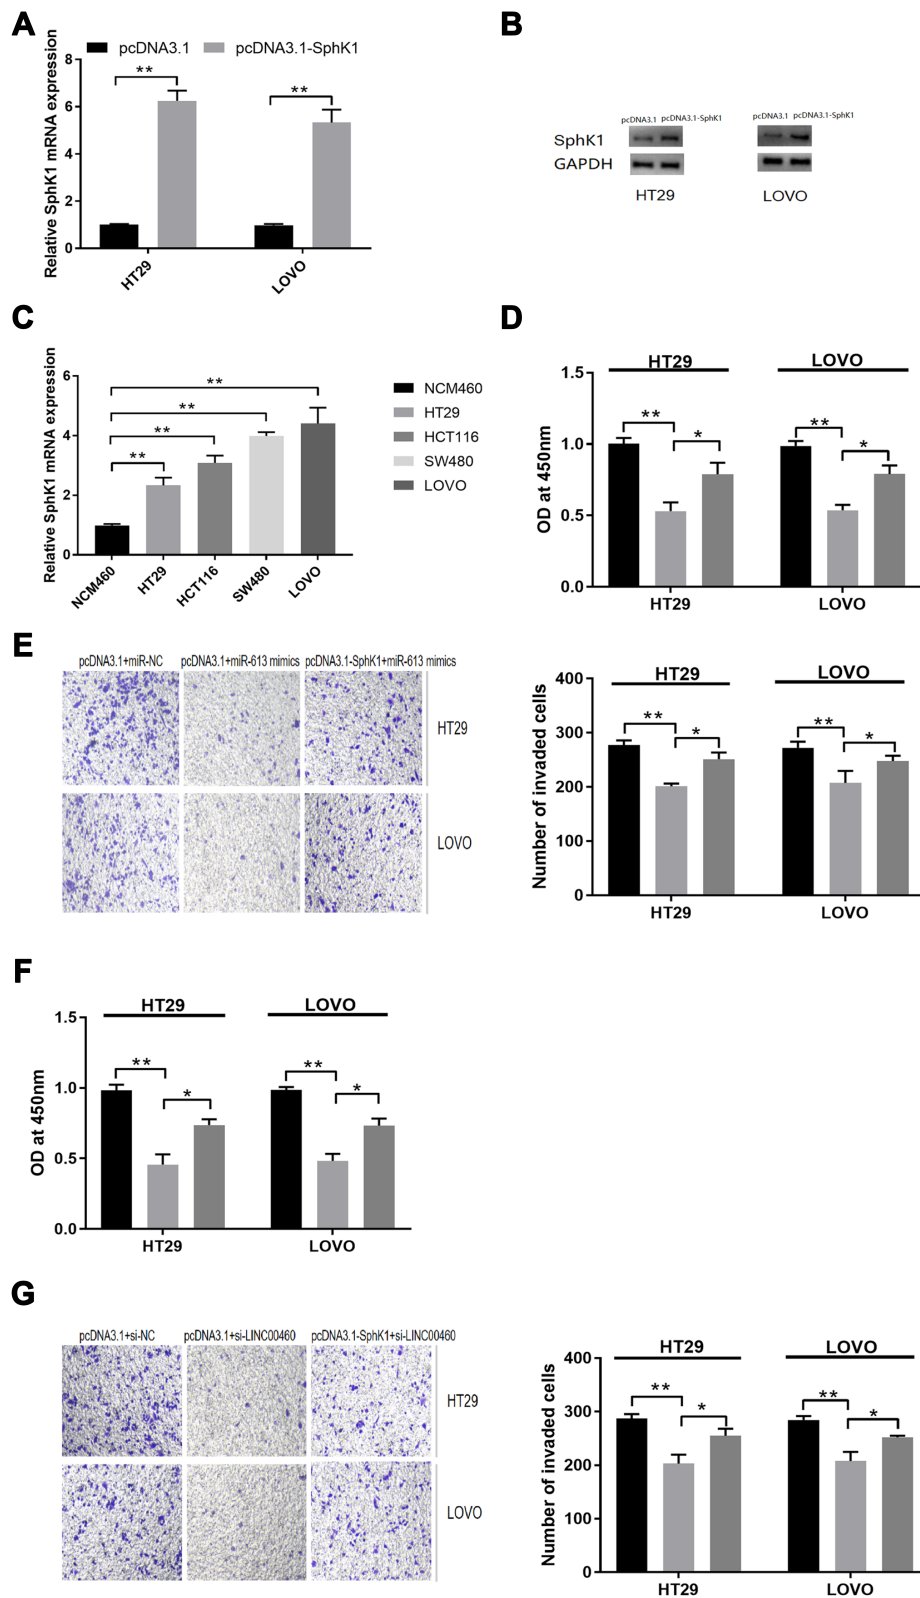 A
pcDNA3.1 pcDNA3.1-SphK1
Relative SphK1 mRNA expression
8
6
4
2
0
** **
HT29 LOVO
B
pcDNA3.1 pcDNA3.1-SphK1 pcDNA3.1 pcDNA3.1-SphK1
SphK1
GAPDH
HT29 LOVO
C
Relative SphK1 mRNA expression
6
4
2
0
**
**
**
**
NCM460 HT29 HCT116 SW480 LOVO
NCM460
HT29
HCT116
SW480
LOVO
D
HT29 LOVO
OD at 450nm
1.5
1.0
0.5
0.0
** * ** *
HT29 LOVO
E
pcDNA3.1+miR-NC pcDNA3.1+miR-613 mimics pcDNA3.1-SphK1+miR-613 mimics
HT29
LOVO
HT29 LOVO
Number of invaded cells
400
300
200
100
0
** * ** *
HT29 LOVO
F
HT29 LOVO
OD at 450nm
1.5
1.0
0.5
0.0
** * ** *
HT29 LOVO
G
pcDNA3.1+si-NC pcDNA3.1+si-LINC00460 pcDNA3.1-SphK1+si-LINC00460
HT29
LOVO
HT29 LOVO
Number of invaded cells
400
300
200
100
0
** * ** *
HT29 LOVO